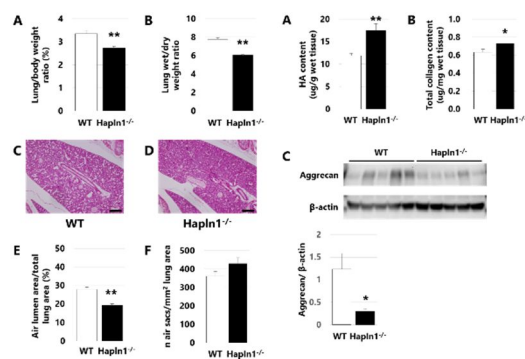 A
Lung/body weight
ratio (%)
4
3
2
1
0
**
WT Hapln1⁻/⁻
B
Lung wet/dry
weight ratio
8
6
4
2
0
**
WT Hapln1⁻/⁻
A
HA content
(ug/g wet tissue)
20
15
10
5
0
**
WT Hapln1⁻/⁻
B
Total collagen content
(ug/mg wet tissue)
1.0
0.8
0.6
0.4
0.2
0.0
*
WT Hapln1⁻/⁻
C
WT
D
Hapln1⁻/⁻
C
WT Hapln1⁻/⁻
Aggrecan
β-actin
E
Air lumen area/total
lung area (%)
50
40
30
20
10
0
**
WT Hapln1⁻/⁻
F
n air sacs/mm² lung area
500
400
300
200
100
0
WT Hapln1⁻/⁻
Aggrecan/ β-actin
2
1.5
1
0.5
0
*
WT Hapln1⁻/⁻